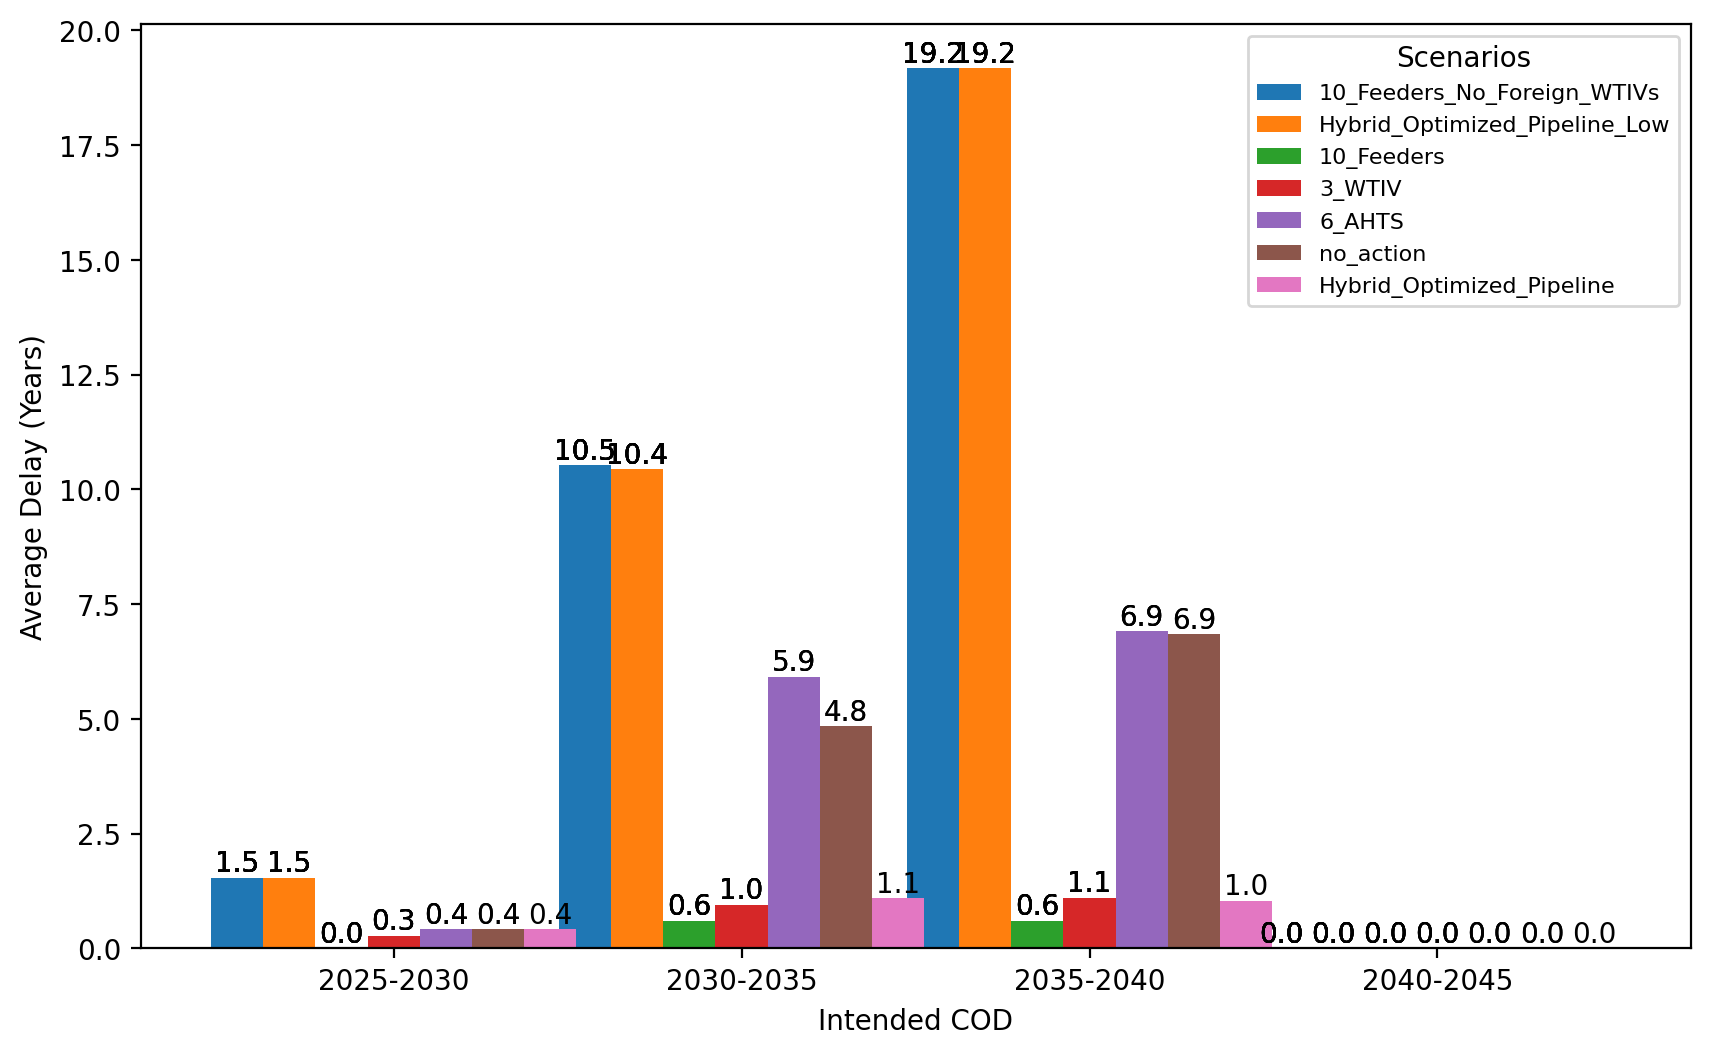 20.0
17.5
15.0
12.5
10.0
7.5
5.0
2.5
0.0
Average Delay (Years)
Scenarios
10_Feeders_No_Foreign_WTIVs
Hybrid_Optimized_Pipeline_Low
10_Feeders
3_WTIV
6_AHTS
no_action
Hybrid_Optimized_Pipeline
1.5 1.5 0.0 0.3 0.4 0.4 0.4
10.5 10.4 0.6 1.0 5.9 4.8 1.1
19.2 19.2 0.6 1.1 6.9 6.9 1.0
0.0 0.0 0.0 0.0 0.0 0.0 0.0
2025-2030 2030-2035 2035-2040 2040-2045
Intended COD